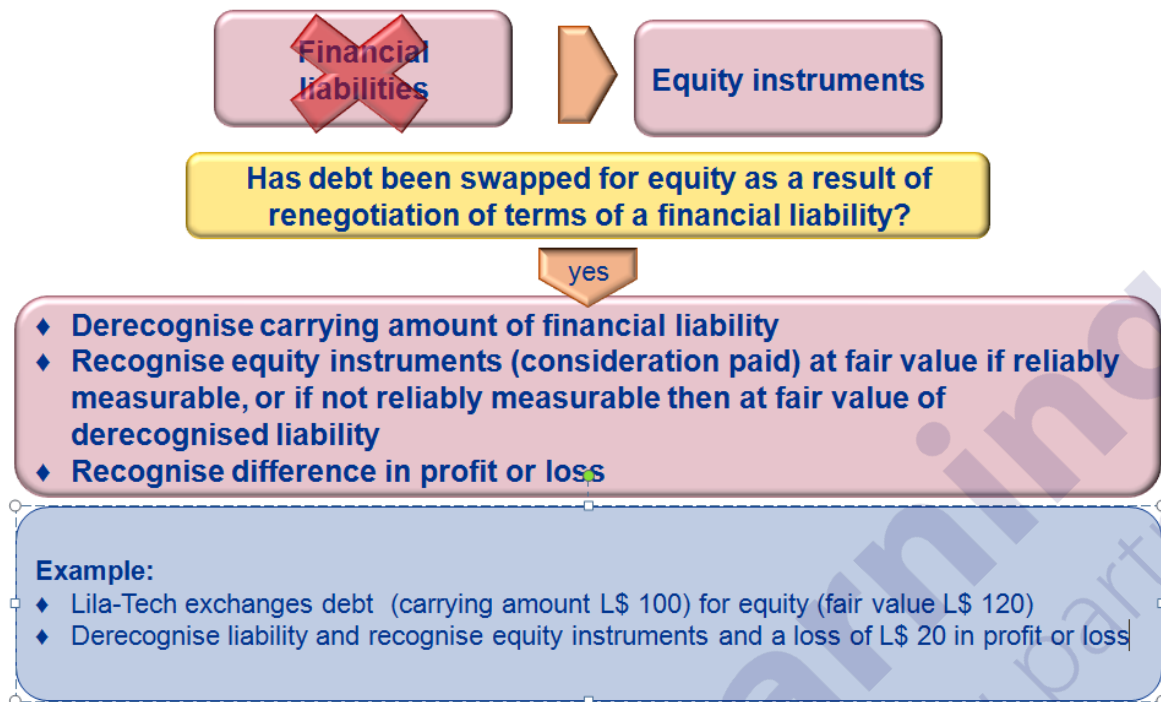 Financial
liabilities
Equity instruments
Has debt been swapped for equity as a result of
renegotiation of terms of a financial liability?
yes
♦ Derecognise carrying amount of financial liability
♦ Recognise equity instruments (consideration paid) at fair value if reliably
measurable, or if not reliably measurable then at fair value of
derecognised liability
♦ Recognise difference in profit or loss
Example:
♦ Lila-Tech exchanges debt (carrying amount L$ 100) for equity (fair value L$ 120)
♦ Derecognise liability and recognise equity instruments and a loss of L$ 20 in profit or loss